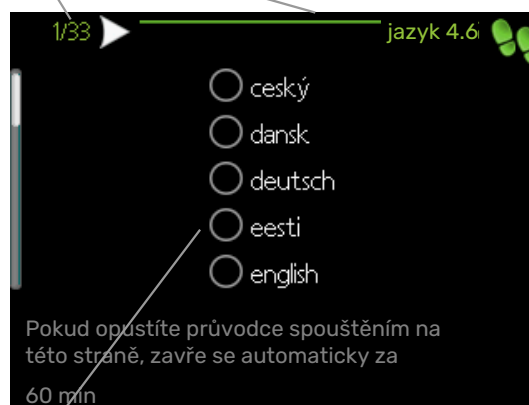 1/33
jazyk 4.6
ceský
dansk
deutsch
eesti
english
Pokud opustíte průvodce spouštěním na
této straně, zavře se automaticky za
60 min